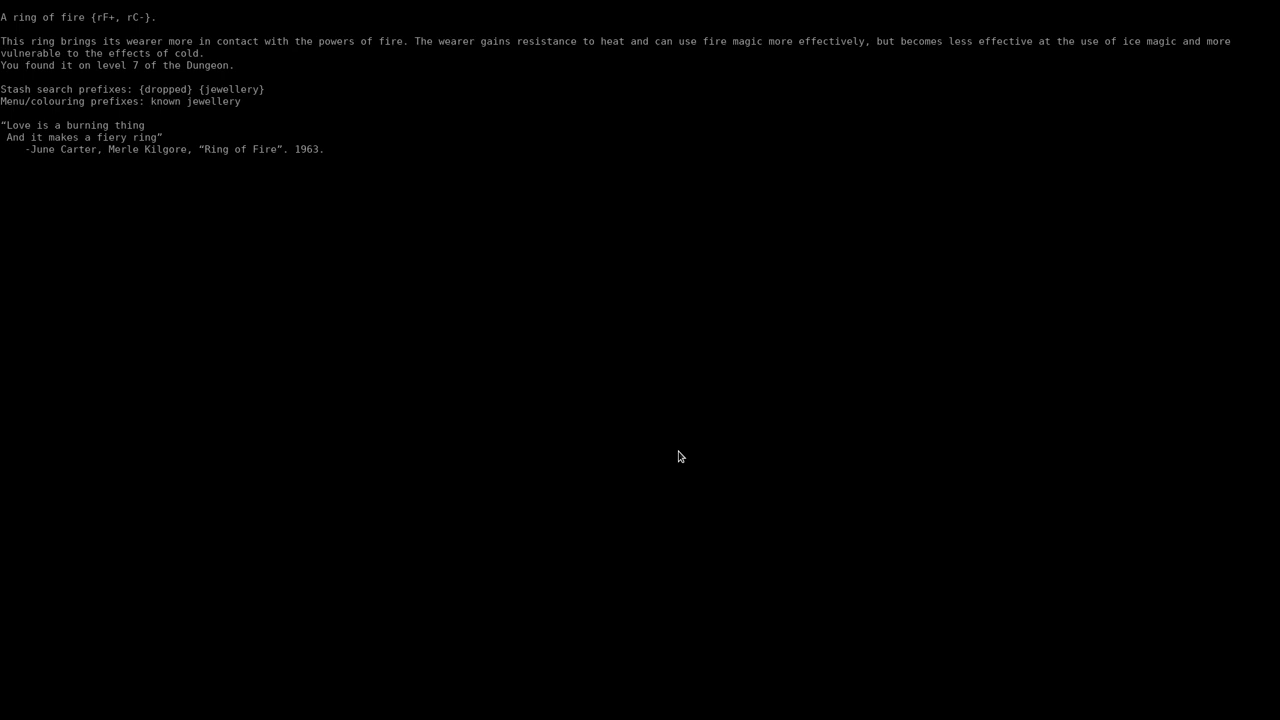 A ring of fire {rF+, rC-}.
This ring brings its wearer more in contact with the powers of fire. The wearer gains resistance to heat and can use fire magic more effectively, but becomes less effective at the use of ice magic and more
vulnerable to the effects of cold.
You found it on level 7 of the Dungeon.
Stash search prefixes: {dropped} {jewellery}
Menu/colouring prefixes: known jewellery
“Love is a burning thing
And it makes a fiery ring”
-June Carter, Merle Kilgore, “Ring of Fire”. 1963.